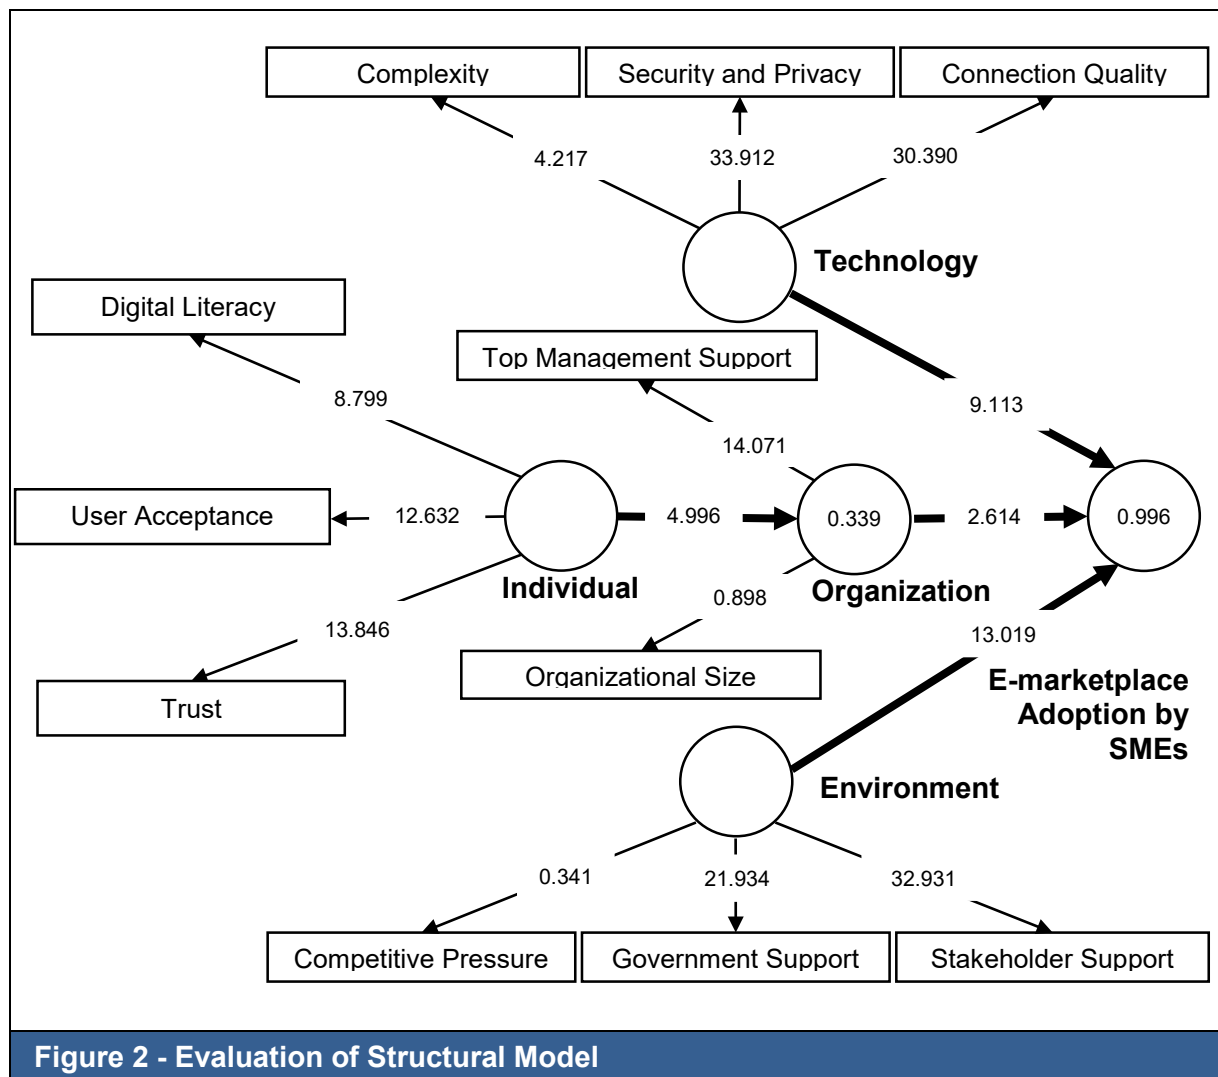 Complexity
Security and Privacy
Connection Quality
4.217
33.912
30.390
Technology
Digital Literacy
Top Management Support
8.799
9.113
14.071
User Acceptance
12.632
4.996
0.339
2.614
0.996
Individual
Organization
0.898
13.846
13.019
Organizational Size
Trust
E-marketplace
Adoption by
SMEs
Environment
0.341
21.934
32.931
Competitive Pressure
Government Support
Stakeholder Support
Figure 2 - Evaluation of Structural Model